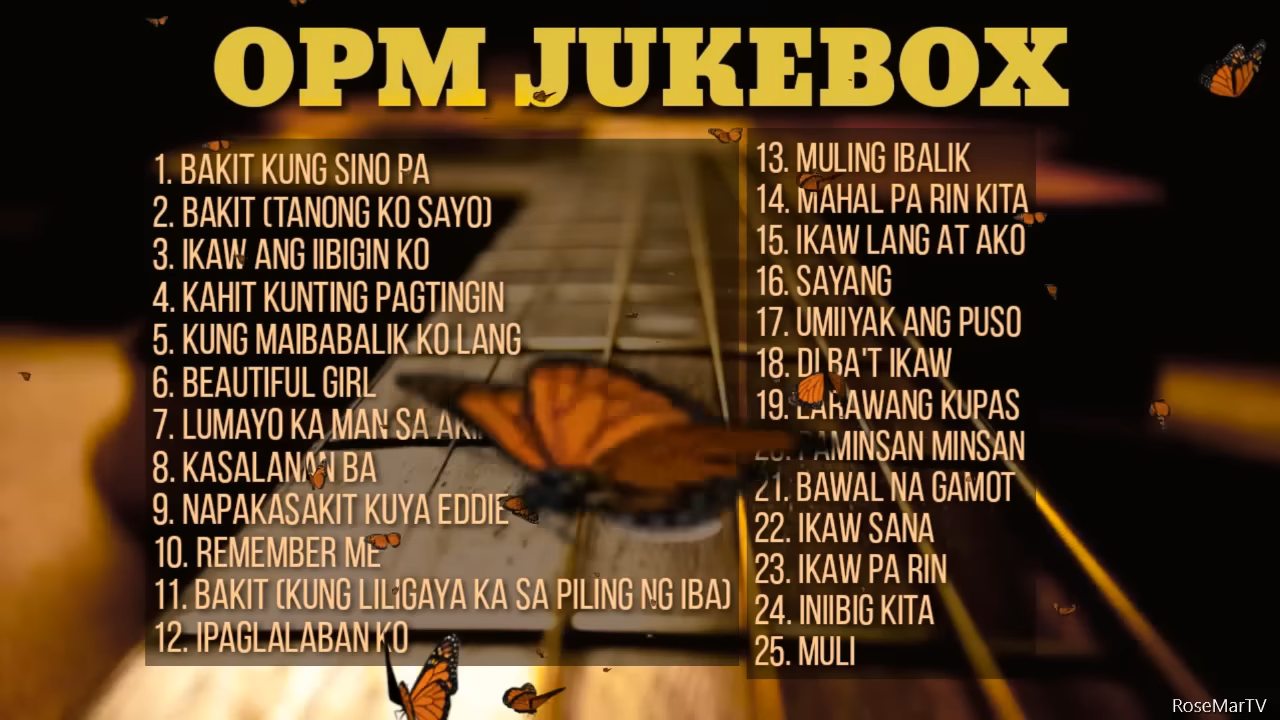 OPM JUKEBOX
1. BAKIT KUNG SINO PA
2. BAKIT (TANONG KO SAYO)
3. IKAW ANG IIBIGIN KO
4. KAHIT KUNTING PAGTINGIN
5. KUNG MAIBABALIK KO LANG
6. BEAUTIFUL GIRL
7. LUMAYO KA MAN SA
8. KASALANAN BA
9. NAPAKASAKIT KUYA EDDIE
10. REMEMBER ME
11. BAKIT (KUNG LILIGAYA KA SA PILING NG IBA)
12. IPAGLALABAN KO
13. MULING IBALIK
14. MAHAL PA RIN KITA
15. IKAW LANG AT AKO
16. SAYANG
17. UMIIYAK ANG PUSO
18. DI BA'T IKAW
19. LARAWANG KUPAS
20. PAMINSAN MINSAN
21. BAWAL NA GAMOT
22. IKAW SANA
23. IKAW PA RIN
24. INIIBIG KITA
25. MULI
RoseMarTV